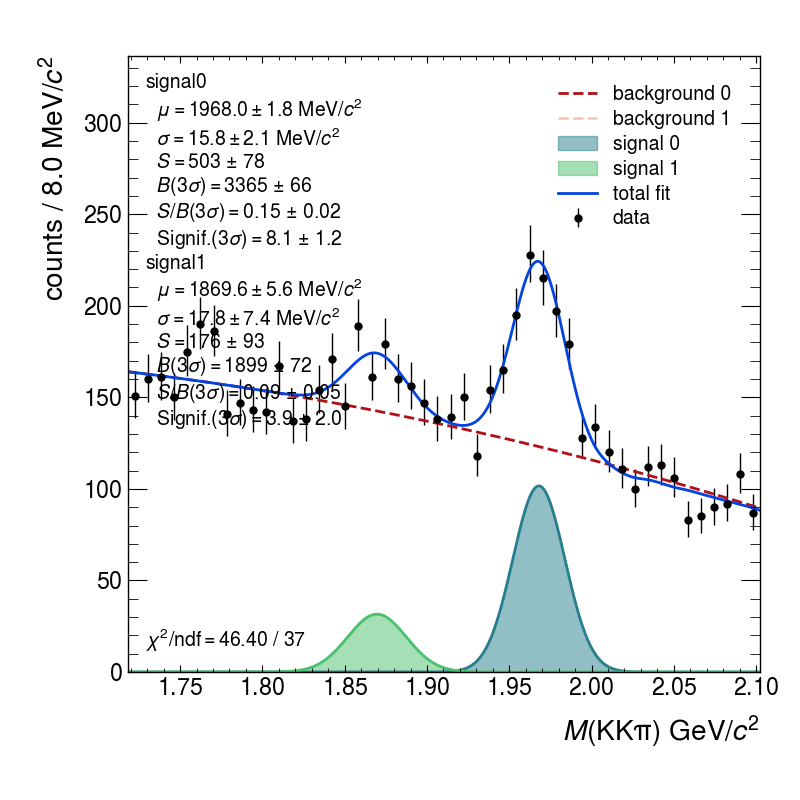 counts / 8.0 MeV/c²
signal0
μ = 1968.0 ± 1.8 MeV/c²
σ = 15.8 ± 2.1 MeV/c²
S = 503 ± 78
B(3σ) = 3365 ± 66
S/B(3σ) = 0.15 ± 0.02
Signif.(3σ) = 8.1 ± 1.2
signal1
μ = 1869.6 ± 5.6 MeV/c²
σ = 17.8 ± 7.4 MeV/c²
S = 176 ± 93
B(3σ) = 1899 ± 72
S/B(3σ) = 0.09 ± 0.05
Signif.(3σ) = 3.9 ± 2.0
background 0
background 1
signal 0
signal 1
total fit
data
300
250
200
150
100
50
0
χ²/ndf = 46.40 / 37
1.75 1.80 1.85 1.90 1.95 2.00 2.05 2.10
M(KKπ) GeV/c²